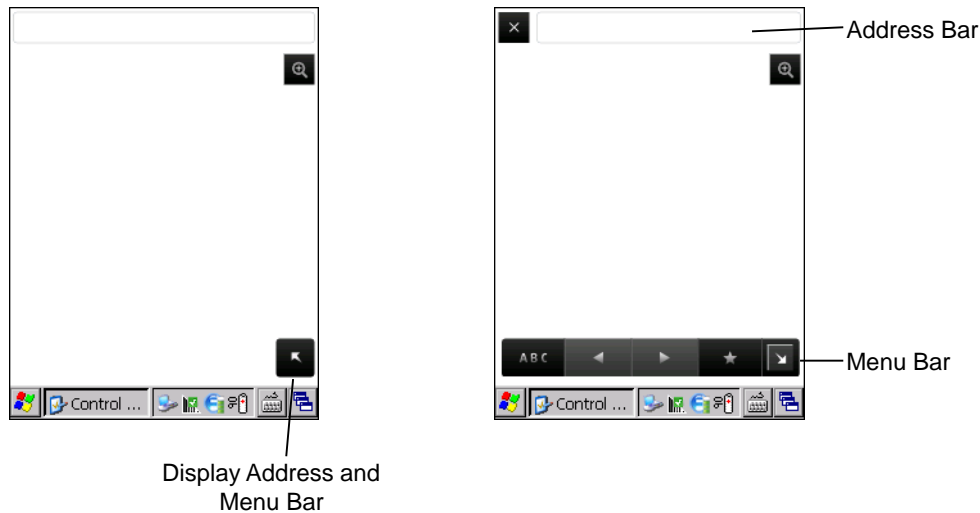 Address Bar
ABC
Menu Bar
Control ...
Control ...
Display Address and
Menu Bar